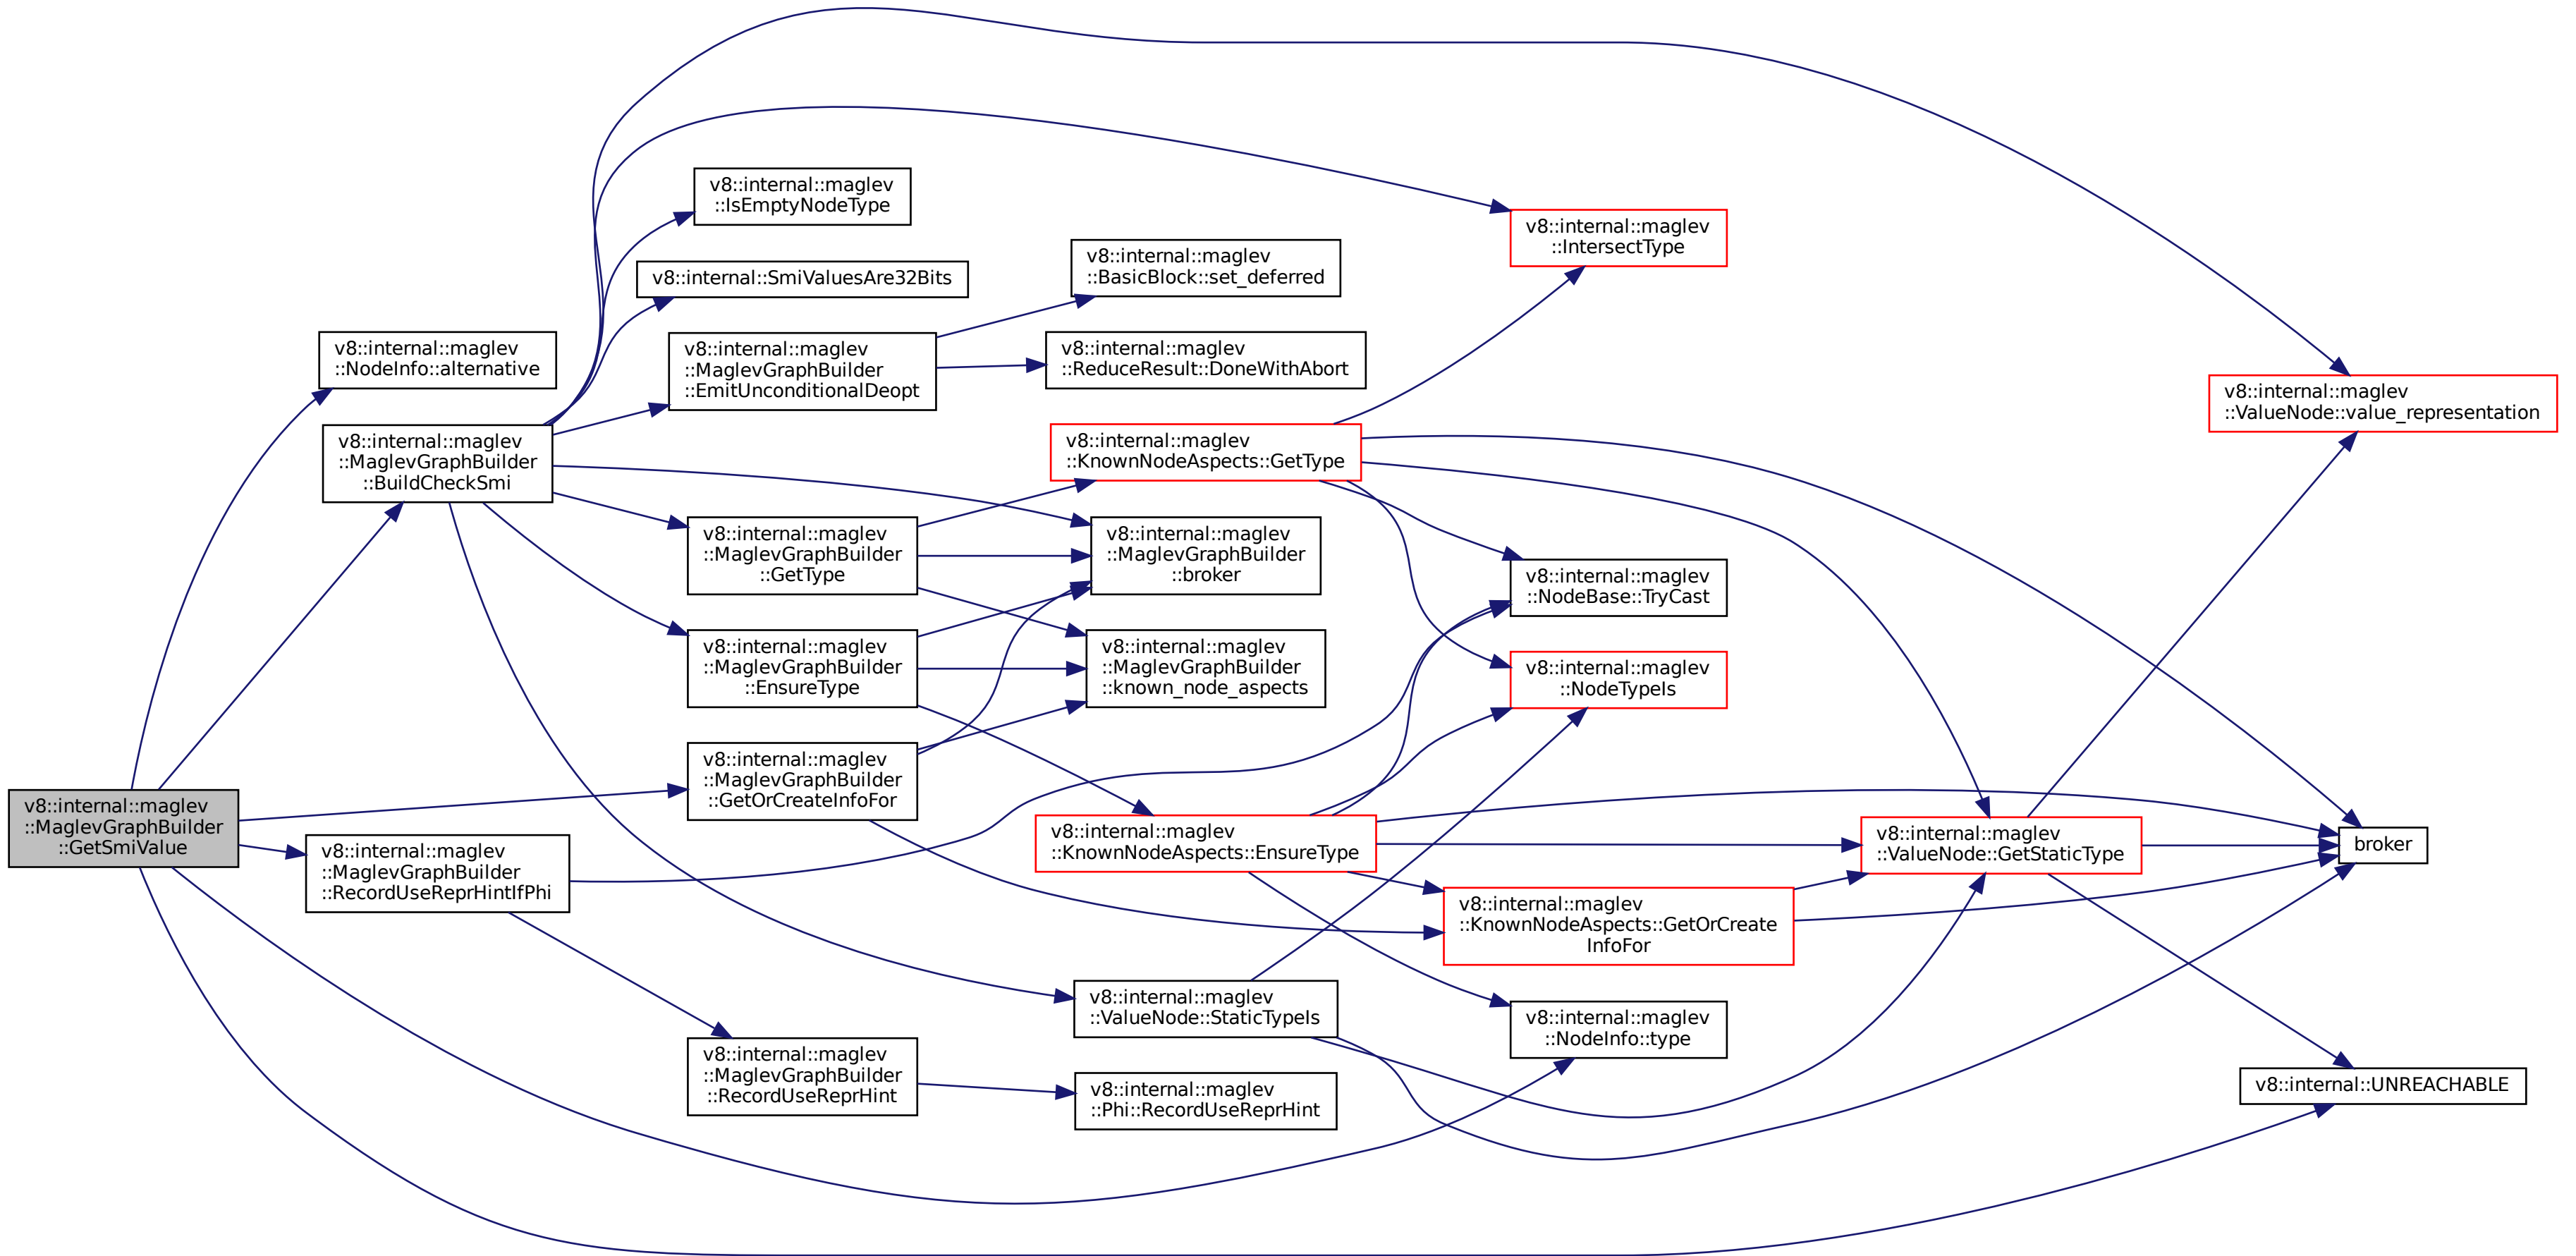 v8::internal::maglev
::MaglevGraphBuilder
::GetSmiValue
v8::internal::maglev
::NodeInfo::alternative
v8::internal::maglev
::MaglevGraphBuilder
::BuildCheckSmi
v8::internal::maglev
::MaglevGraphBuilder
::GetOrCreateInfoFor
v8::internal::maglev
::MaglevGraphBuilder
::RecordUseReprHintIfPhi
v8::internal::maglev
::IsEmptyNodeType
v8::internal::SmiValuesAre32Bits
v8::internal::maglev
::MaglevGraphBuilder
::EmitUnconditionalDeopt
v8::internal::maglev
::MaglevGraphBuilder
::GetType
v8::internal::maglev
::MaglevGraphBuilder
::EnsureType
v8::internal::maglev
::MaglevGraphBuilder
::RecordUseReprHint
v8::internal::maglev
::BasicBlock::set_deferred
v8::internal::maglev
::ReduceResult::DoneWithAbort
v8::internal::maglev
::KnownNodeAspects::GetType
v8::internal::maglev
::MaglevGraphBuilder
::broker
v8::internal::maglev
::MaglevGraphBuilder
::known_node_aspects
v8::internal::maglev
::KnownNodeAspects::EnsureType
v8::internal::maglev
::ValueNode::StaticTypeIs
v8::internal::maglev
::Phi::RecordUseReprHint
v8::internal::maglev
::IntersectType
v8::internal::maglev
::NodeBase::TryCast
v8::internal::maglev
::NodeTypeIs
v8::internal::maglev
::KnownNodeAspects::GetOrCreate
InfoFor
v8::internal::maglev
::NodeInfo::type
v8::internal::maglev
::ValueNode::GetStaticType
v8::internal::maglev
::ValueNode::value_representation
broker
v8::internal::UNREACHABLE